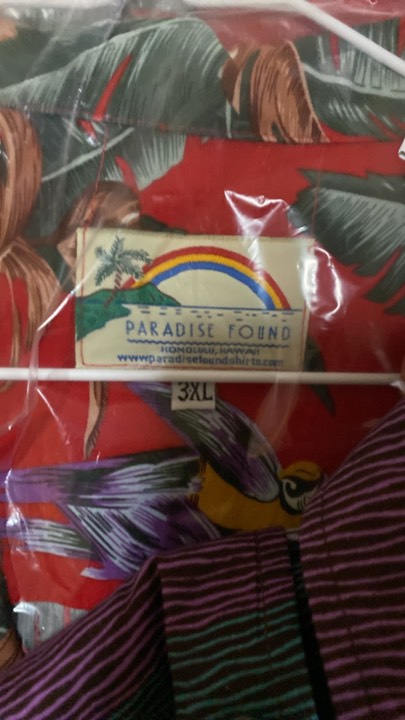 PARADISE FOUND
HONOLULU, HAWAII
www.paradisefoundshirts.com
3XL